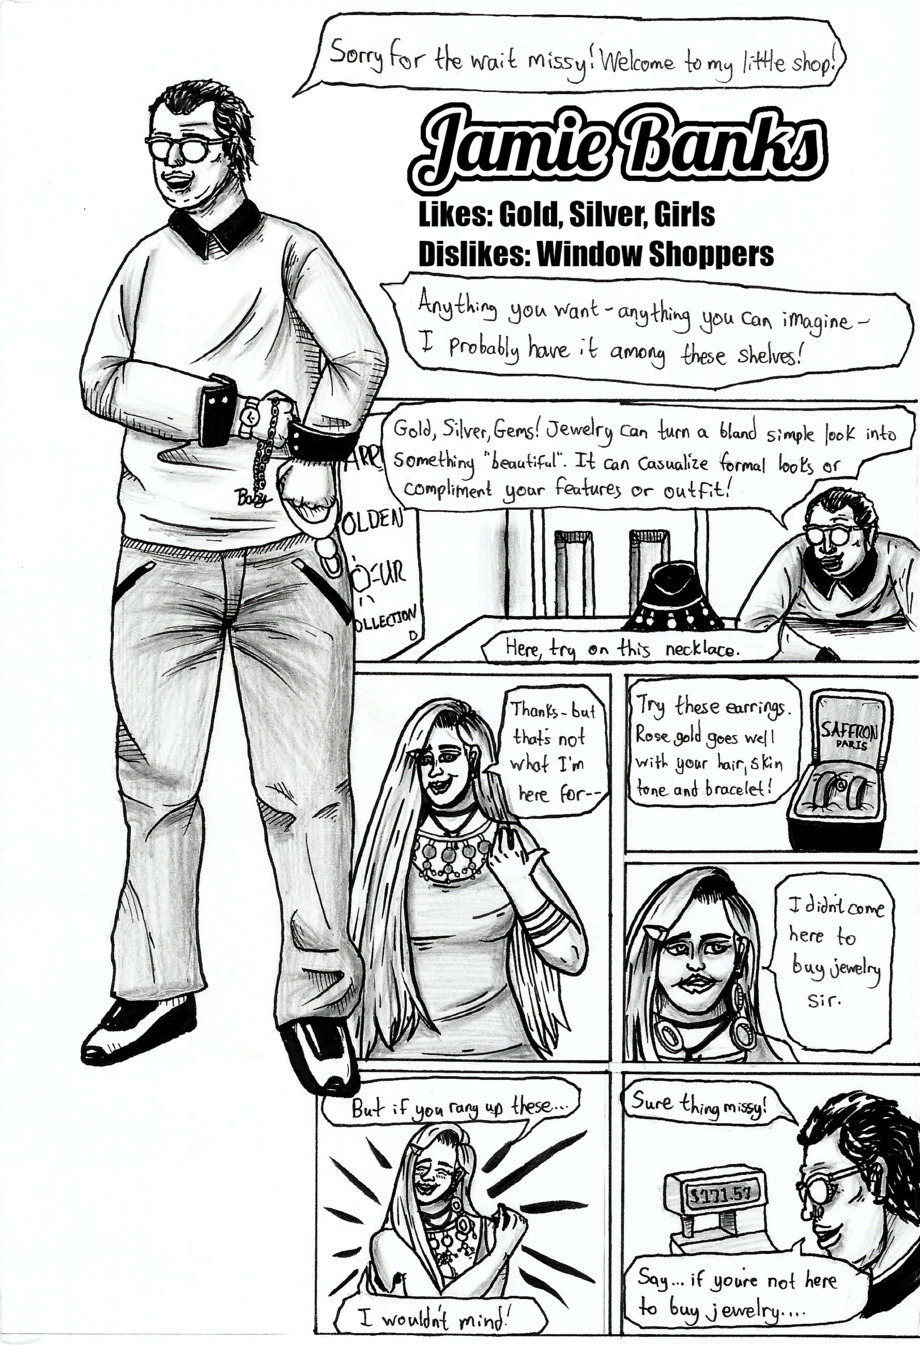 Sorry for the wait missy! Welcome to my little shop!
Jamie Banks
Likes: Gold, Silver, Girls
Dislikes: Window Shoppers
Anything you want - anything you can imagine -
I probably have it among these shelves!
Baby
Gold, Silver, Gems! Jewelry can turn a bland simple look into
something "beautiful". It can casualize formal looks or
compliment your features or outfit!
OLDEN
OUR
OLLECTION
Here, try on this necklace.
Thanks - but
that's not
what I'm
here for--
Try these earrings.
Rose gold goes well
with your hair, skin
tone and bracelet!
SAFFRON
PARIS
I didn't come
here to
buy jewelry
sir.
But if you rang up these...
I wouldn't mind!
Sure thing missy!
$771.57
Say... if you're not here
to buy jewelry....